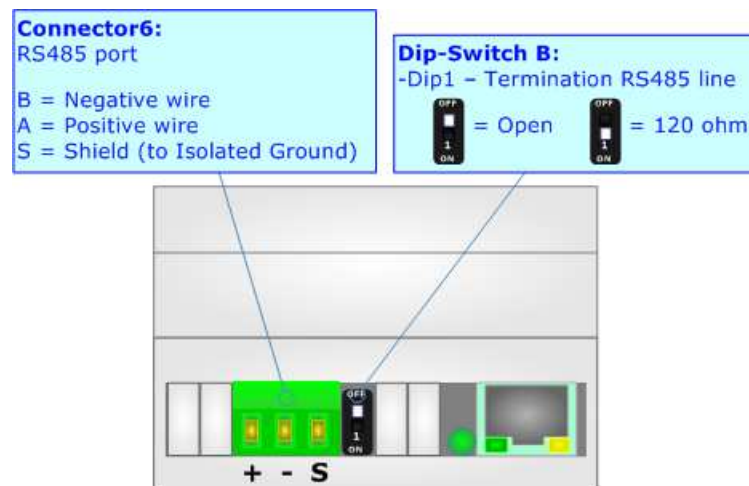 Connector6:
RS485 port
B = Negative wire
A = Positive wire
S = Shield (to Isolated Ground)
Dip-Switch B:
-Dip1 – Termination RS485 line
OFF
1
ON
= Open
OFF
1
ON
= 120 ohm
OFF
1
ON
+ - S